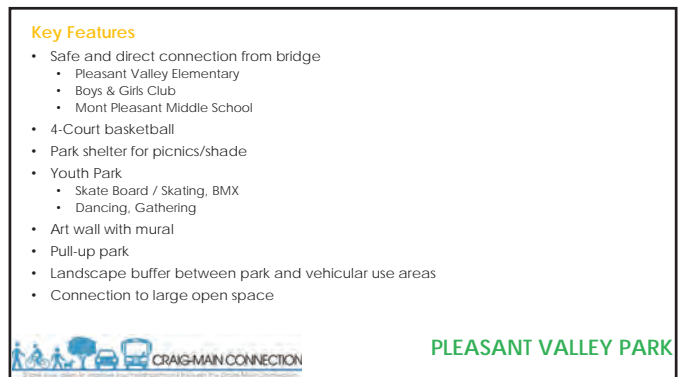 Key Features
• Safe and direct connection from bridge
• Pleasant Valley Elementary
• Boys & Girls Club
• Mont Pleasant Middle School
• 4-Court basketball
• Park shelter for picnics/shade
• Youth Park
• Skate Board / Skating, BMX
• Dancing, Gathering
• Art wall with mural
• Pull-up park
• Landscape buffer between park and vehicular use areas
• Connection to large open space
CRAIG-MAIN CONNECTION
PLEASANT VALLEY PARK